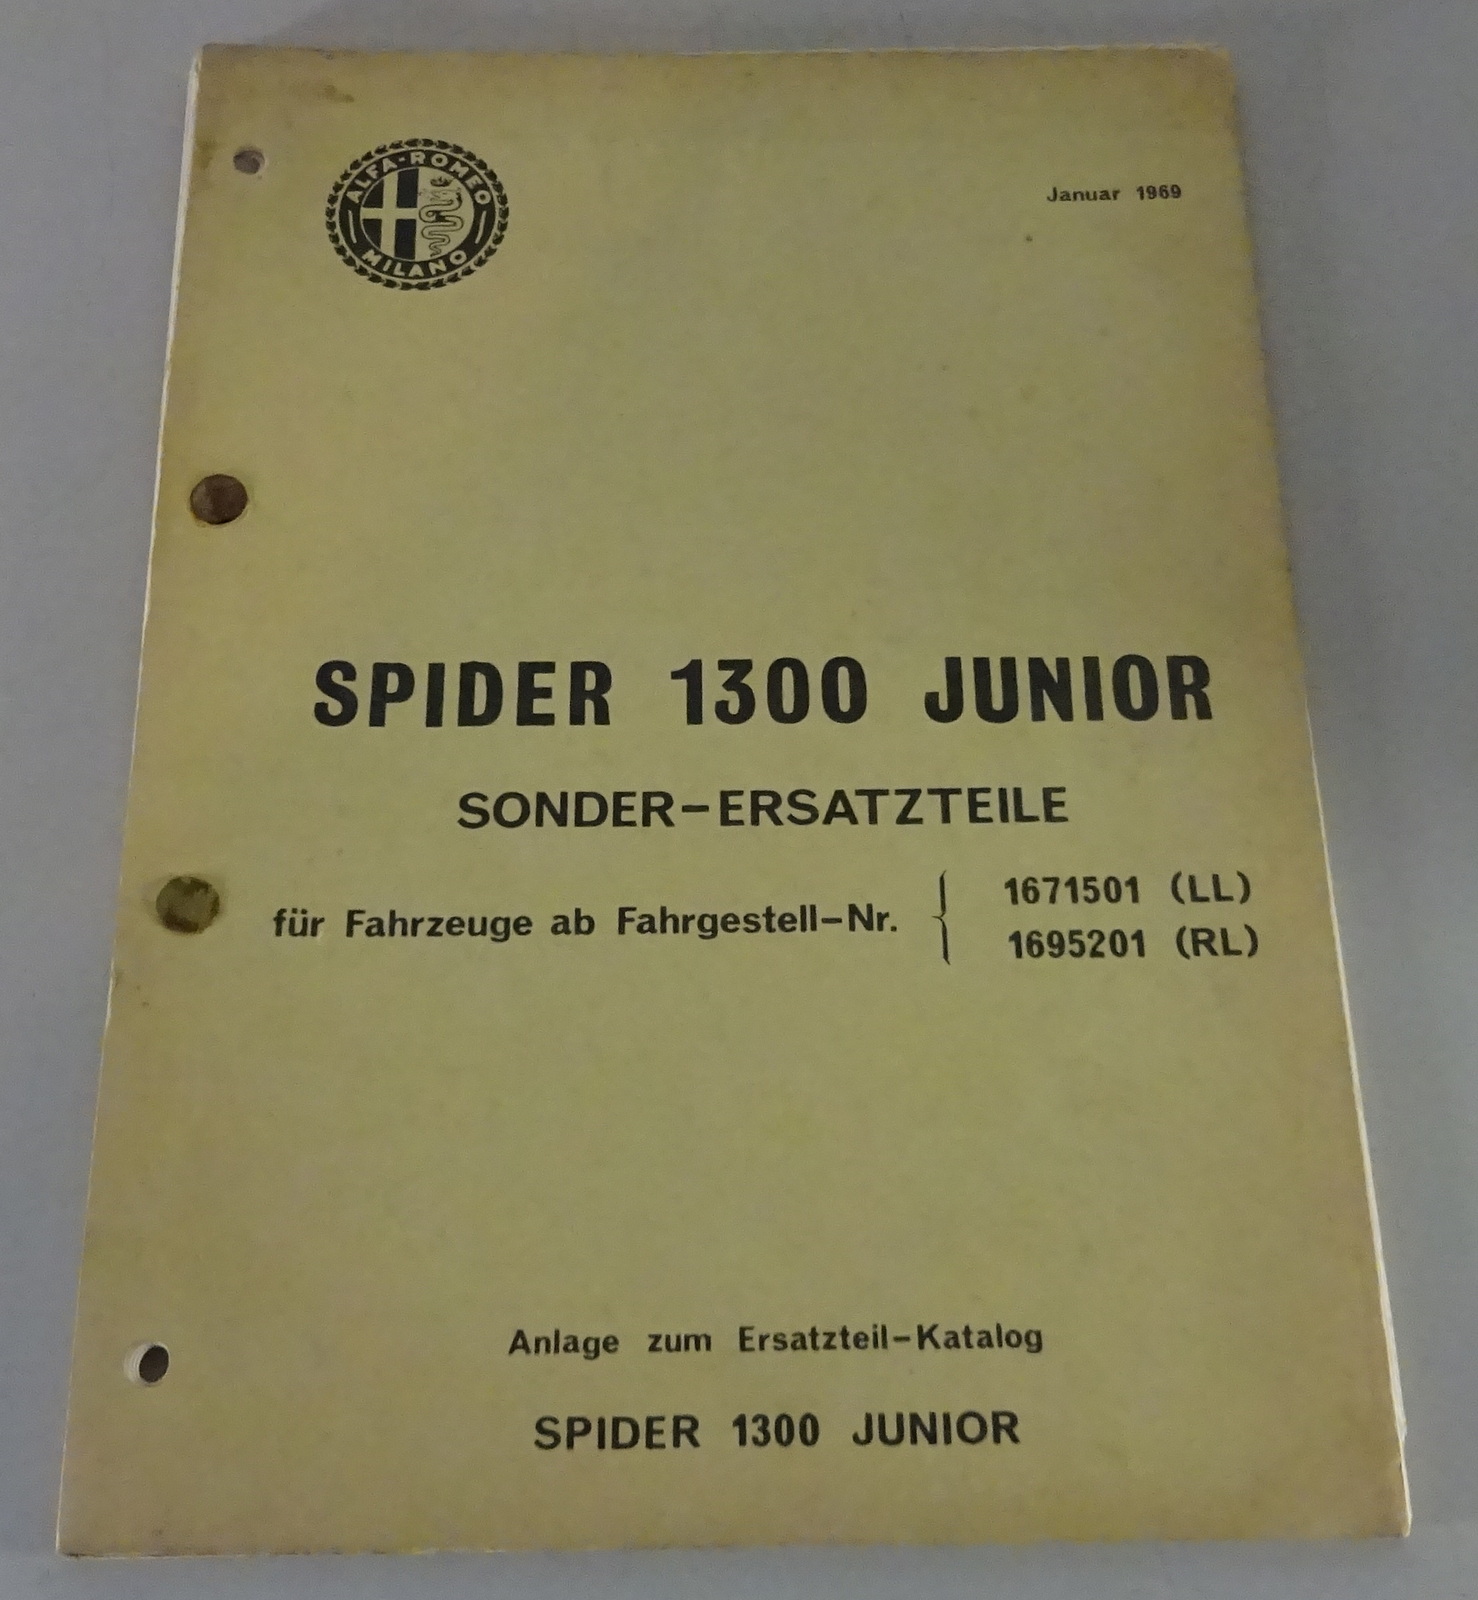 ALFA-ROMEO
MILANO
Januar 1969
SPIDER 1300 JUNIOR
SONDER-ERSATZTEILE
für Fahrzeuge ab Fahrgestell-Nr. { 1671501 (LL)
1695201 (RL)
Anlage zum Ersatzteil-Katalog
SPIDER 1300 JUNIOR